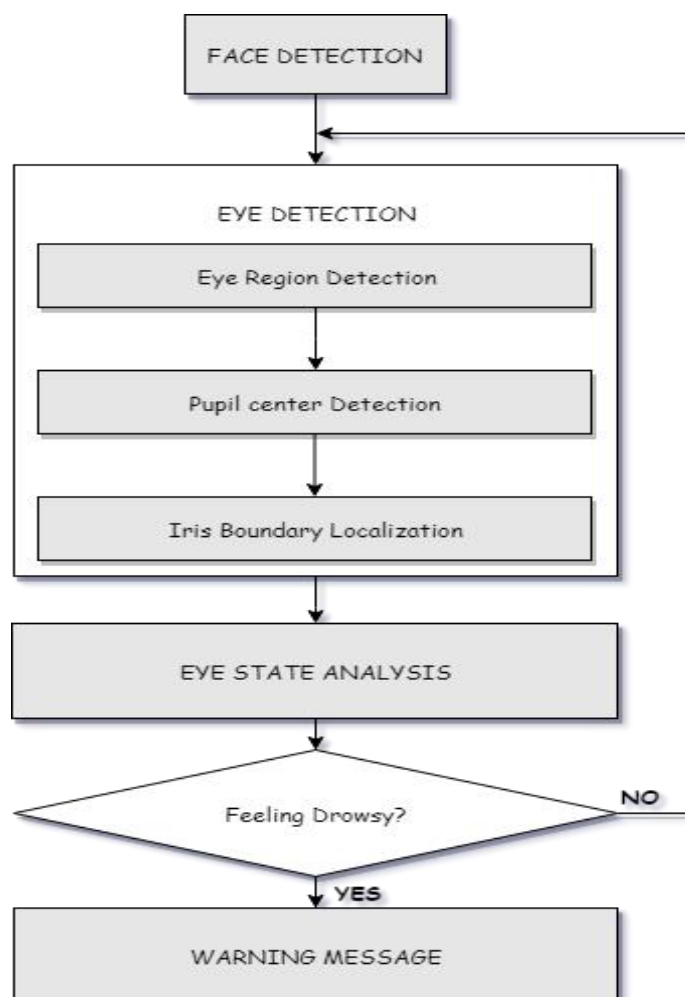 FACE DETECTION
EYE DETECTION
Eye Region Detection
Pupil center Detection
Iris Boundary Localization
EYE STATE ANALYSIS
Feeling Drowsy?
NO
YES
WARNING MESSAGE